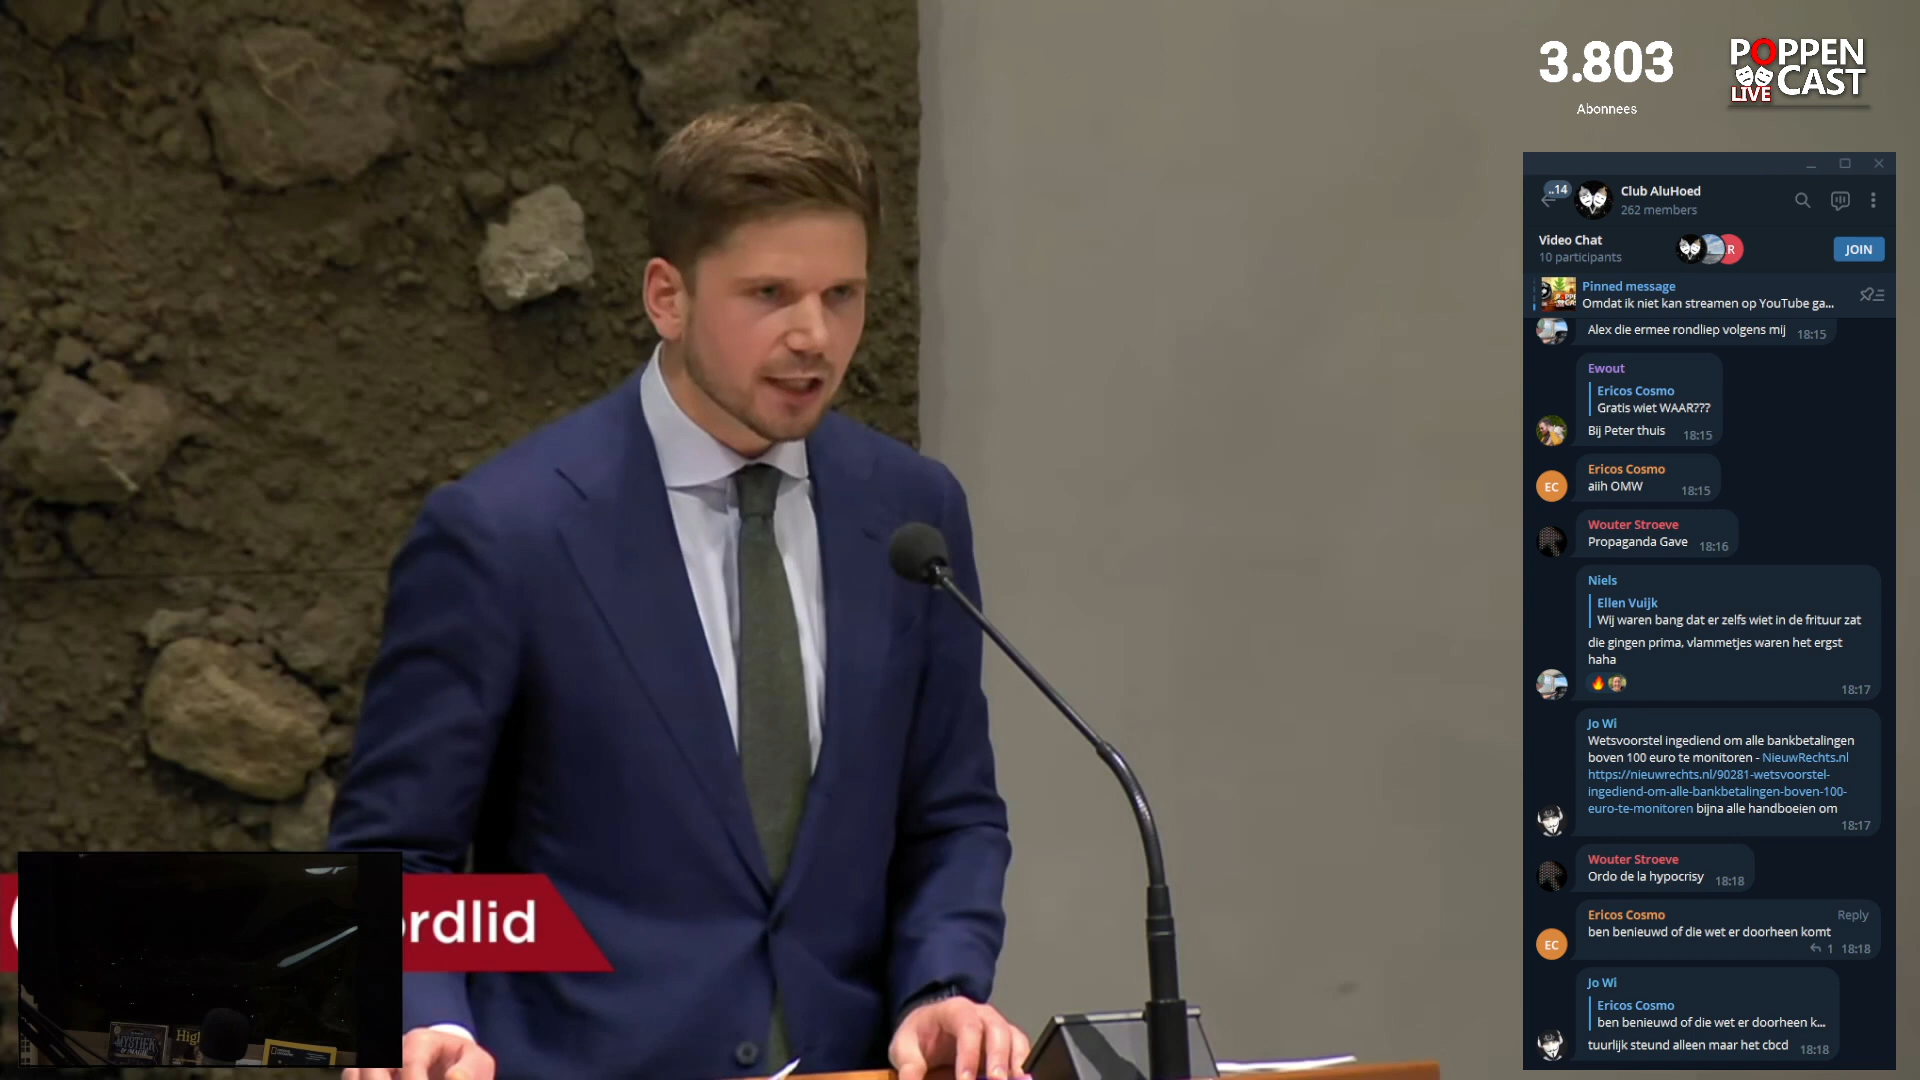 3.803
Abonnees
POPPEN
CAST
LIVE
..14
Club AluHoed
262 members
Video Chat
10 participants
R
JOIN
Pinned message
Omdat ik niet kan streamen op YouTube ga...
Alex die ermee rondliep volgens mij 18:15
Ewout
Ericos Cosmo
Gratis wiet WAAR???
Bij Peter thuis 18:15
Ericos Cosmo
aiih OMW 18:15
EC
Wouter Stroeve
Propaganda Gave 18:16
Niels
Ellen Vuijk
Wij waren bang dat er zelfs wiet in de frituur zat
die gingen prima, vlammetjes waren het ergst
haha
18:17
Jo Wi
Wetsvoorstel ingediend om alle bankbetalingen
boven 100 euro te monitoren - NieuwRechts.nl
https://nieuwrechts.nl/90281-wetsvoorstel-
ingediend-om-alle-bankbetalingen-boven-100-
euro-te-monitoren bijna alle handboeien om
18:17
Wouter Stroeve
Ordo de la hypocrisy 18:18
Ericos Cosmo Reply
ben benieuwd of die wet er doorheen komt
EC 1 18:18
Jo Wi
Ericos Cosmo
ben benieuwd of die wet er doorheen k...
tuurlijk steund alleen maar het cbcd 18:18
ordlid
MYSTIEK
High